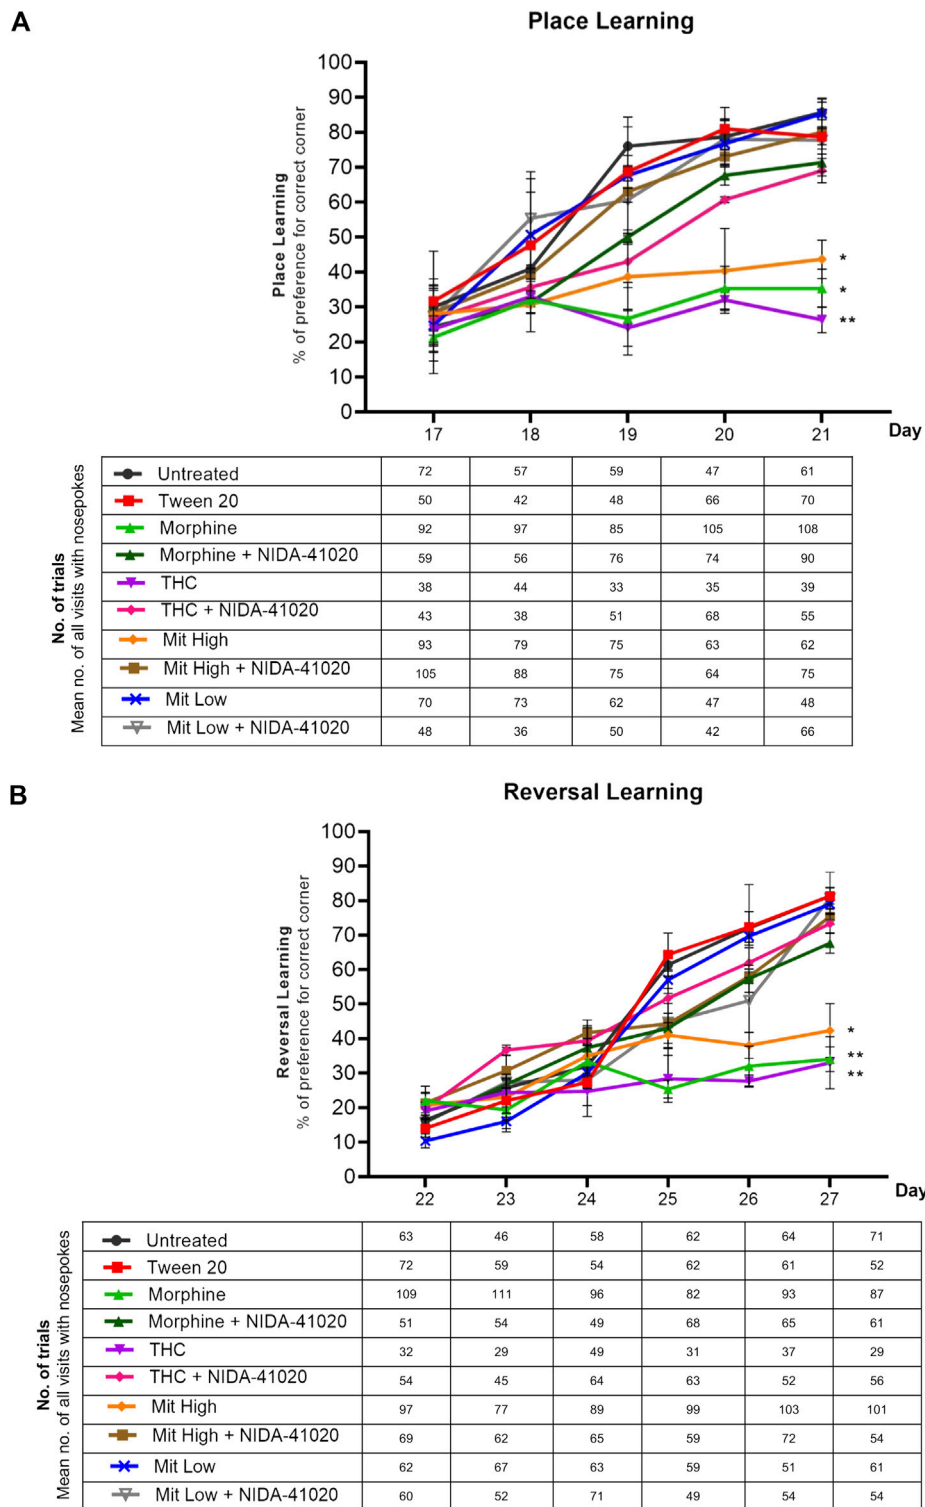 A
Place Learning
Place Learning
% of preference for correct corner
100
90
80
70
60
50
40
30
20
10
0
*
*
**
17 18 19 20 21 Day
No. of trials
Mean no. of all visits with nosepokes
Untreated 72 57 59 47 61
Tween 20 50 42 48 66 70
Morphine 92 97 85 105 108
Morphine + NIDA-41020 59 56 76 74 90
THC 38 44 33 35 39
THC + NIDA-41020 43 38 51 68 55
Mit High 93 79 75 63 62
Mit High + NIDA-41020 105 88 75 64 75
Mit Low 70 73 62 47 48
Mit Low + NIDA-41020 48 36 50 42 66
B
Reversal Learning
Reversal Learning
% of preference for correct corner
100
90
80
70
60
50
40
30
20
10
0
*
**
**
22 23 24 25 26 27 Day
No. of trials
Mean no. of all visits with nosepokes
Untreated 63 46 58 62 64 71
Tween 20 72 59 54 62 61 52
Morphine 109 111 96 82 93 87
Morphine + NIDA-41020 51 54 49 68 65 61
THC 32 29 49 31 37 29
THC + NIDA-41020 54 45 64 63 52 56
Mit High 97 77 89 99 103 101
Mit High + NIDA-41020 69 62 65 59 72 54
Mit Low 62 67 63 59 51 61
Mit Low + NIDA-41020 60 52 71 49 54 54